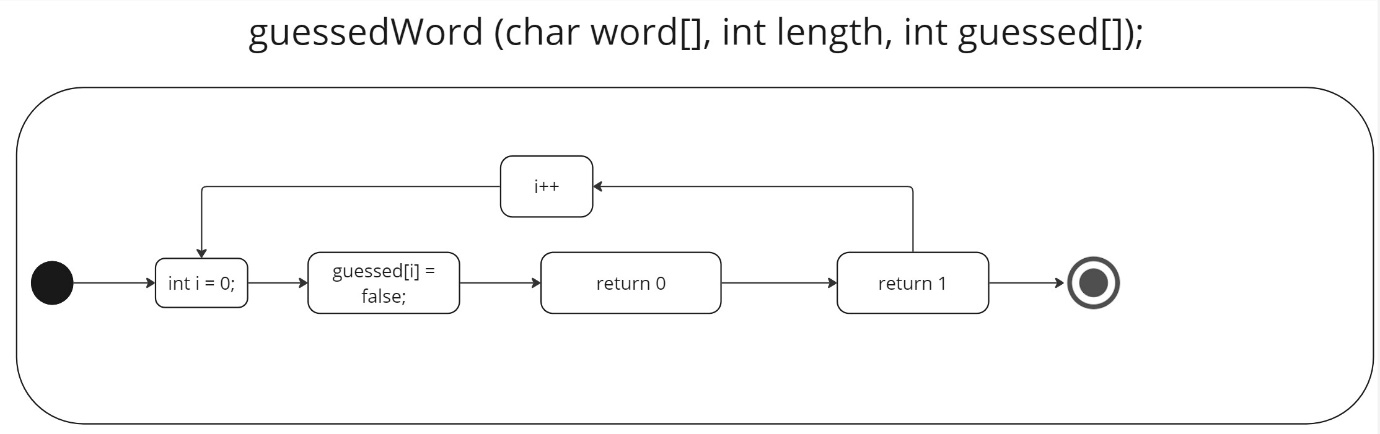 guessedWord (char word[], int length, int guessed[]);
i++
int i = 0;
guessed[i] =
false;
return 0
return 1